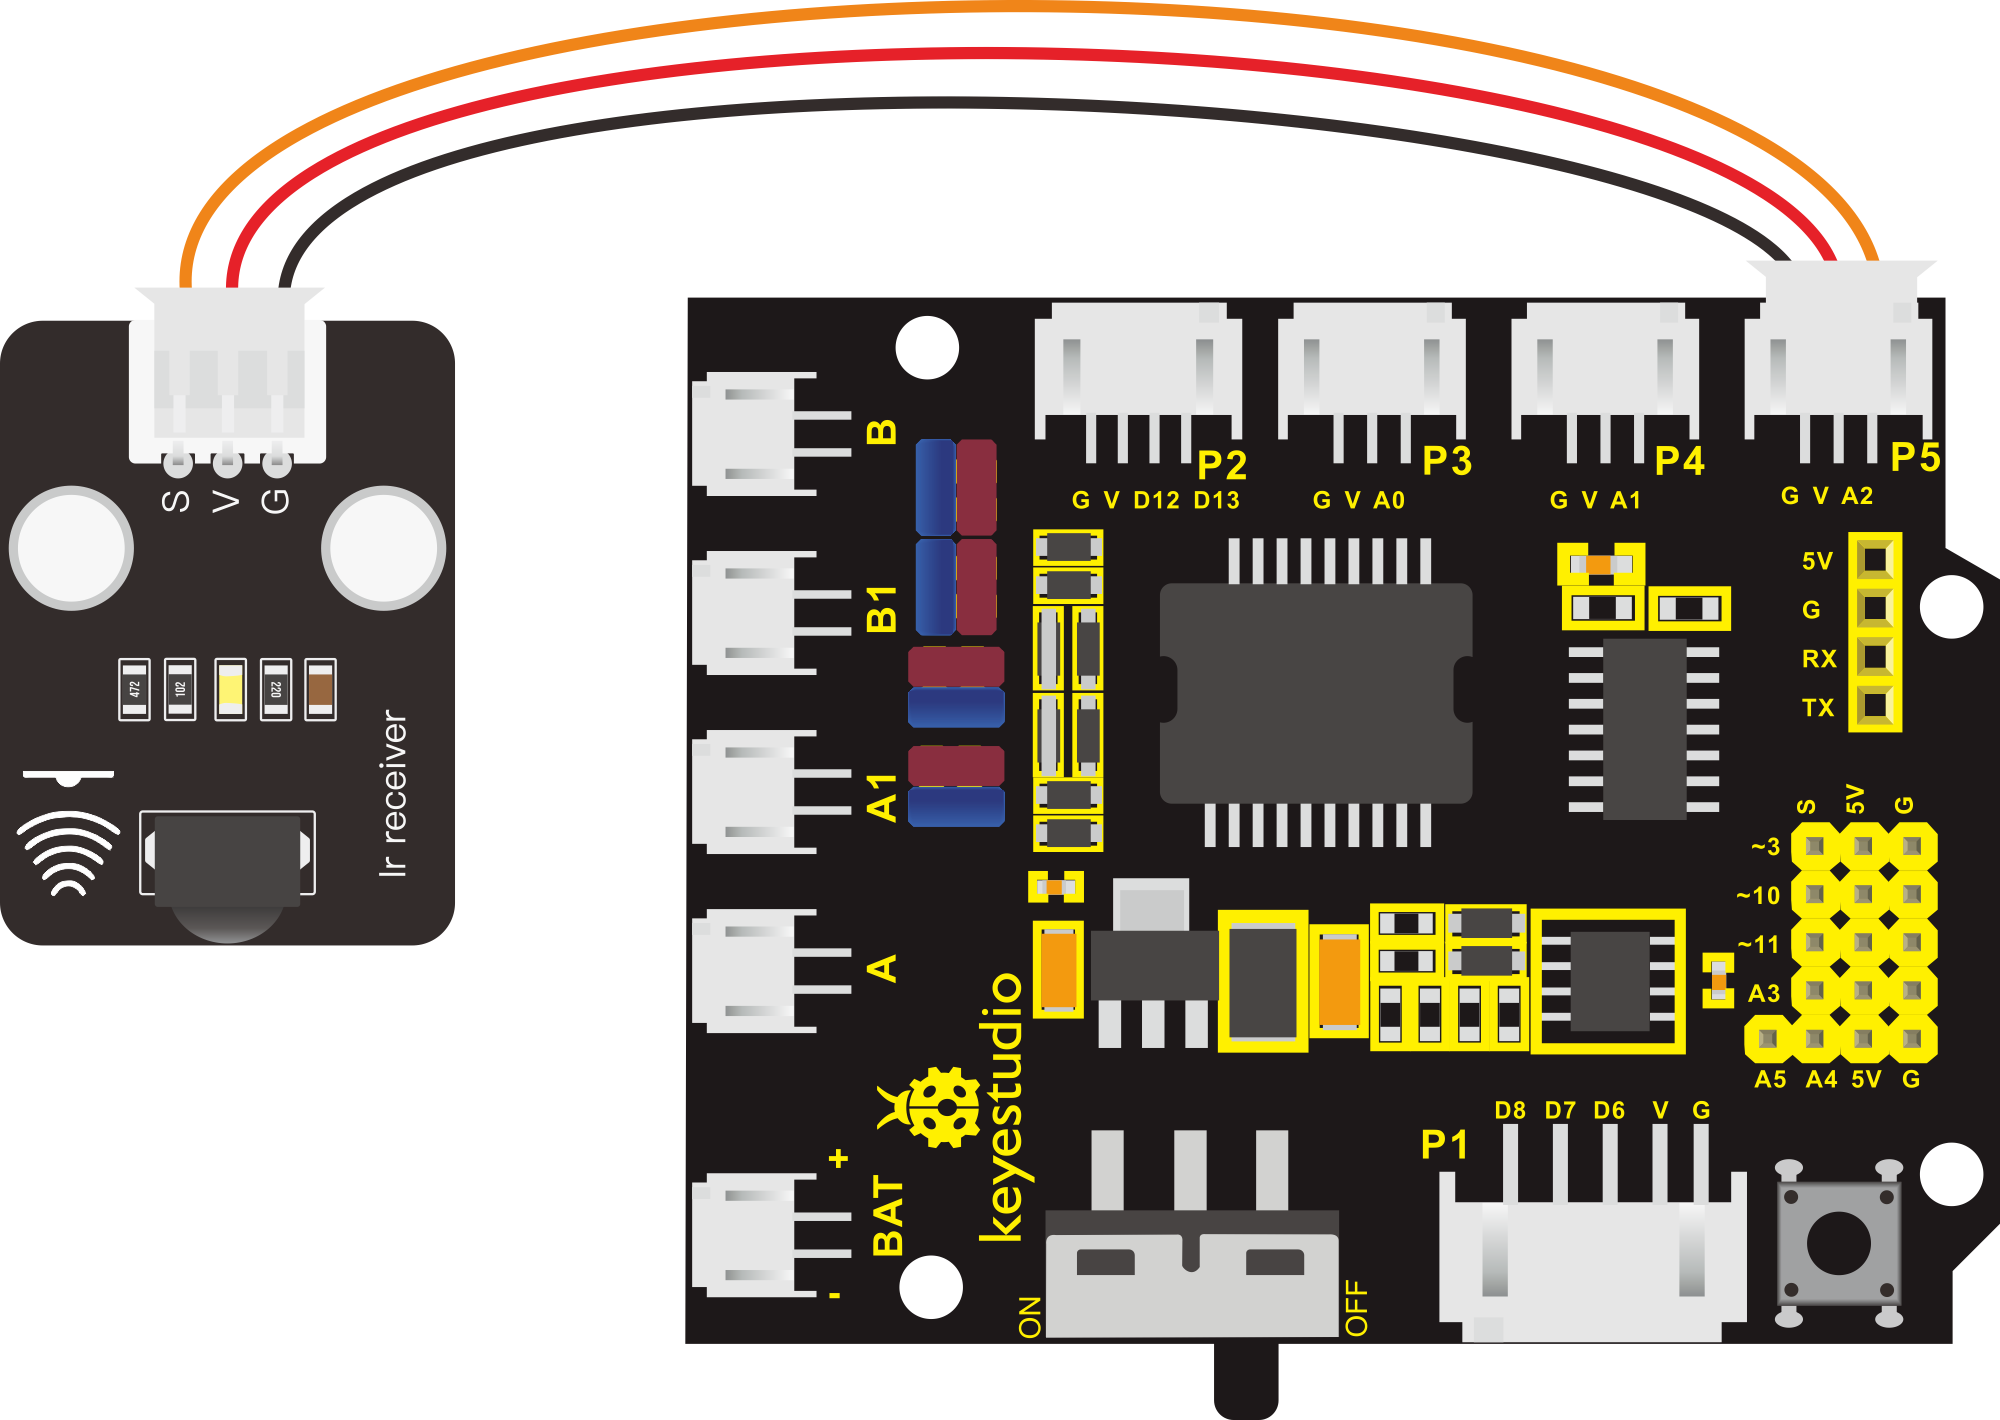 S V G
472
102
220
Ir receiver
B
B1
A1
A
BAT
+
-
keyestudio
P2
G V D12 D13
P3
G V A0
P4
G V A1
P5
G V A2
5V
G
RX
TX
S 5V G
~3
~10
~11
A3
A5 A4 5V G
D8 D7 D6 V G
P1
ON
OFF